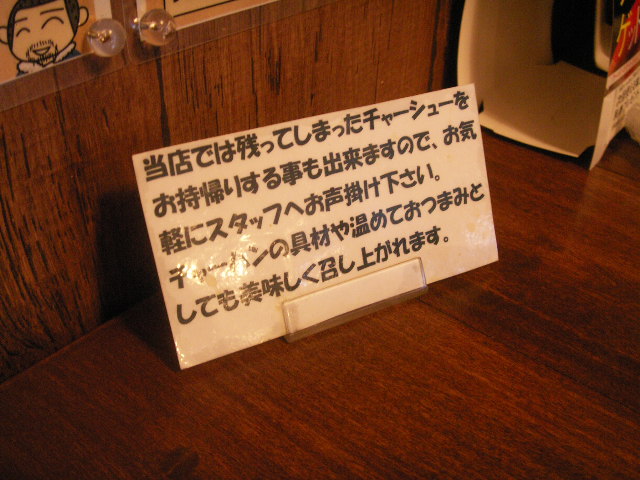 当店では残ってしまったチャーシューを
お持帰りする事も出来ますので、お気
軽にスタッフへお声掛け下さい。
チャーハンの具材や温めておつまみと
しても美味しく召し上がれます。